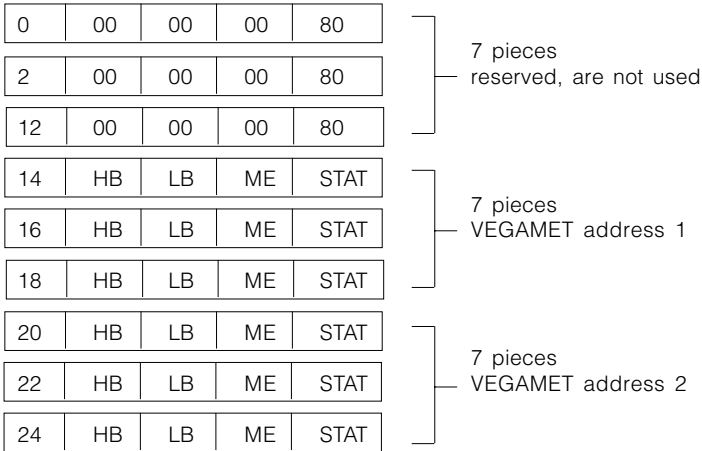 0 00 00 00 80
2 00 00 00 80
12 00 00 00 80
7 pieces
reserved, are not used
14 HB LB ME STAT
16 HB LB ME STAT
18 HB LB ME STAT
7 pieces
VEGAMET address 1
20 HB LB ME STAT
22 HB LB ME STAT
24 HB LB ME STAT
7 pieces
VEGAMET address 2